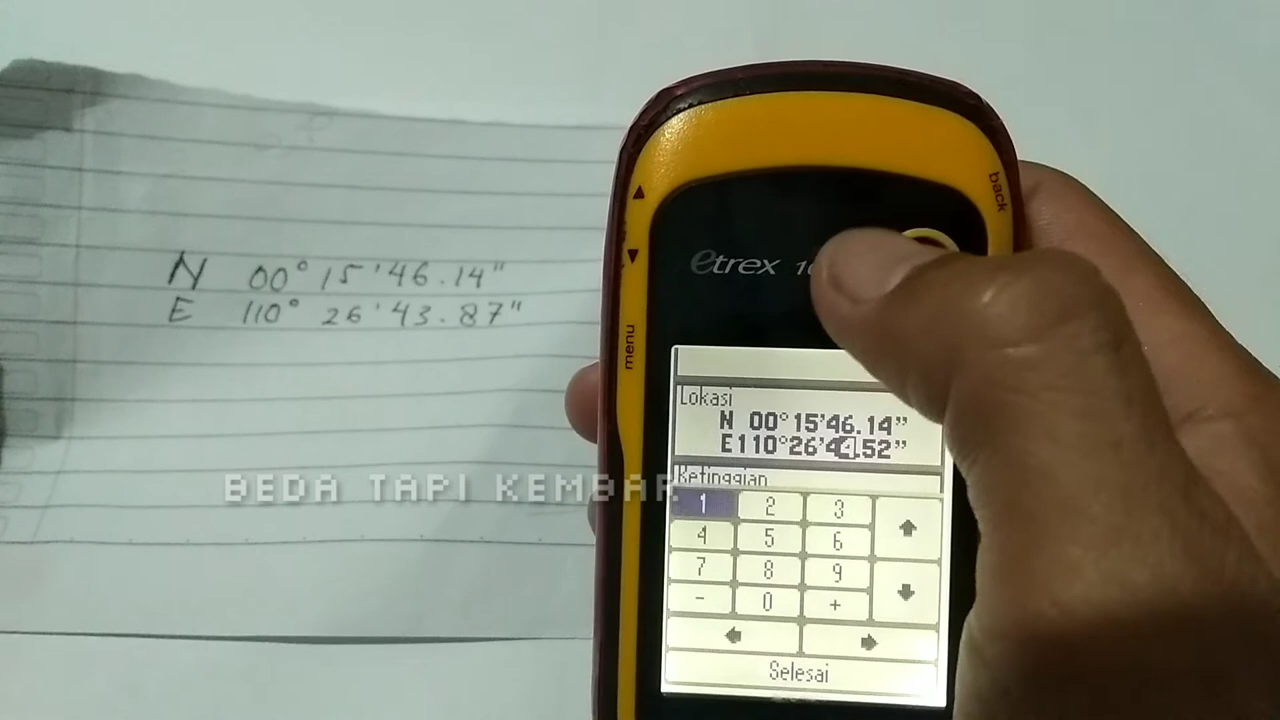 N 00° 15' 46.14"
E 110° 26' 43.87"
BEDA TAPI KEMBAR
back
etrex
menu
Lokasi
N 00°15'46.14"
E110°26'4 .52"
Ketinggian
1 2 3
4 5 6
7 8 9
- 0 +
Selesai